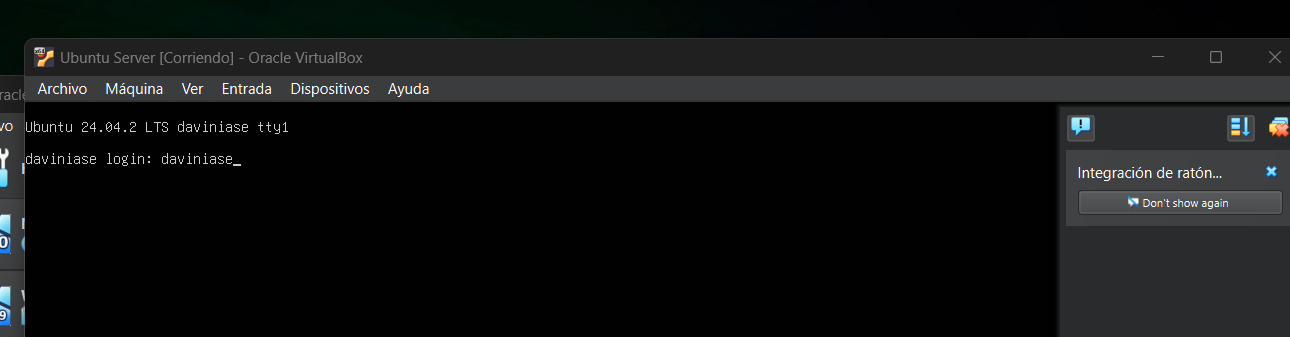 Ubuntu Server [Corriendo] - Oracle VirtualBox
Archivo Máquina Ver Entrada Dispositivos Ayuda
Ubuntu 24.04.2 LTS daviniase tty1
daviniase login: daviniase_
Integración de ratón...
Don't show again